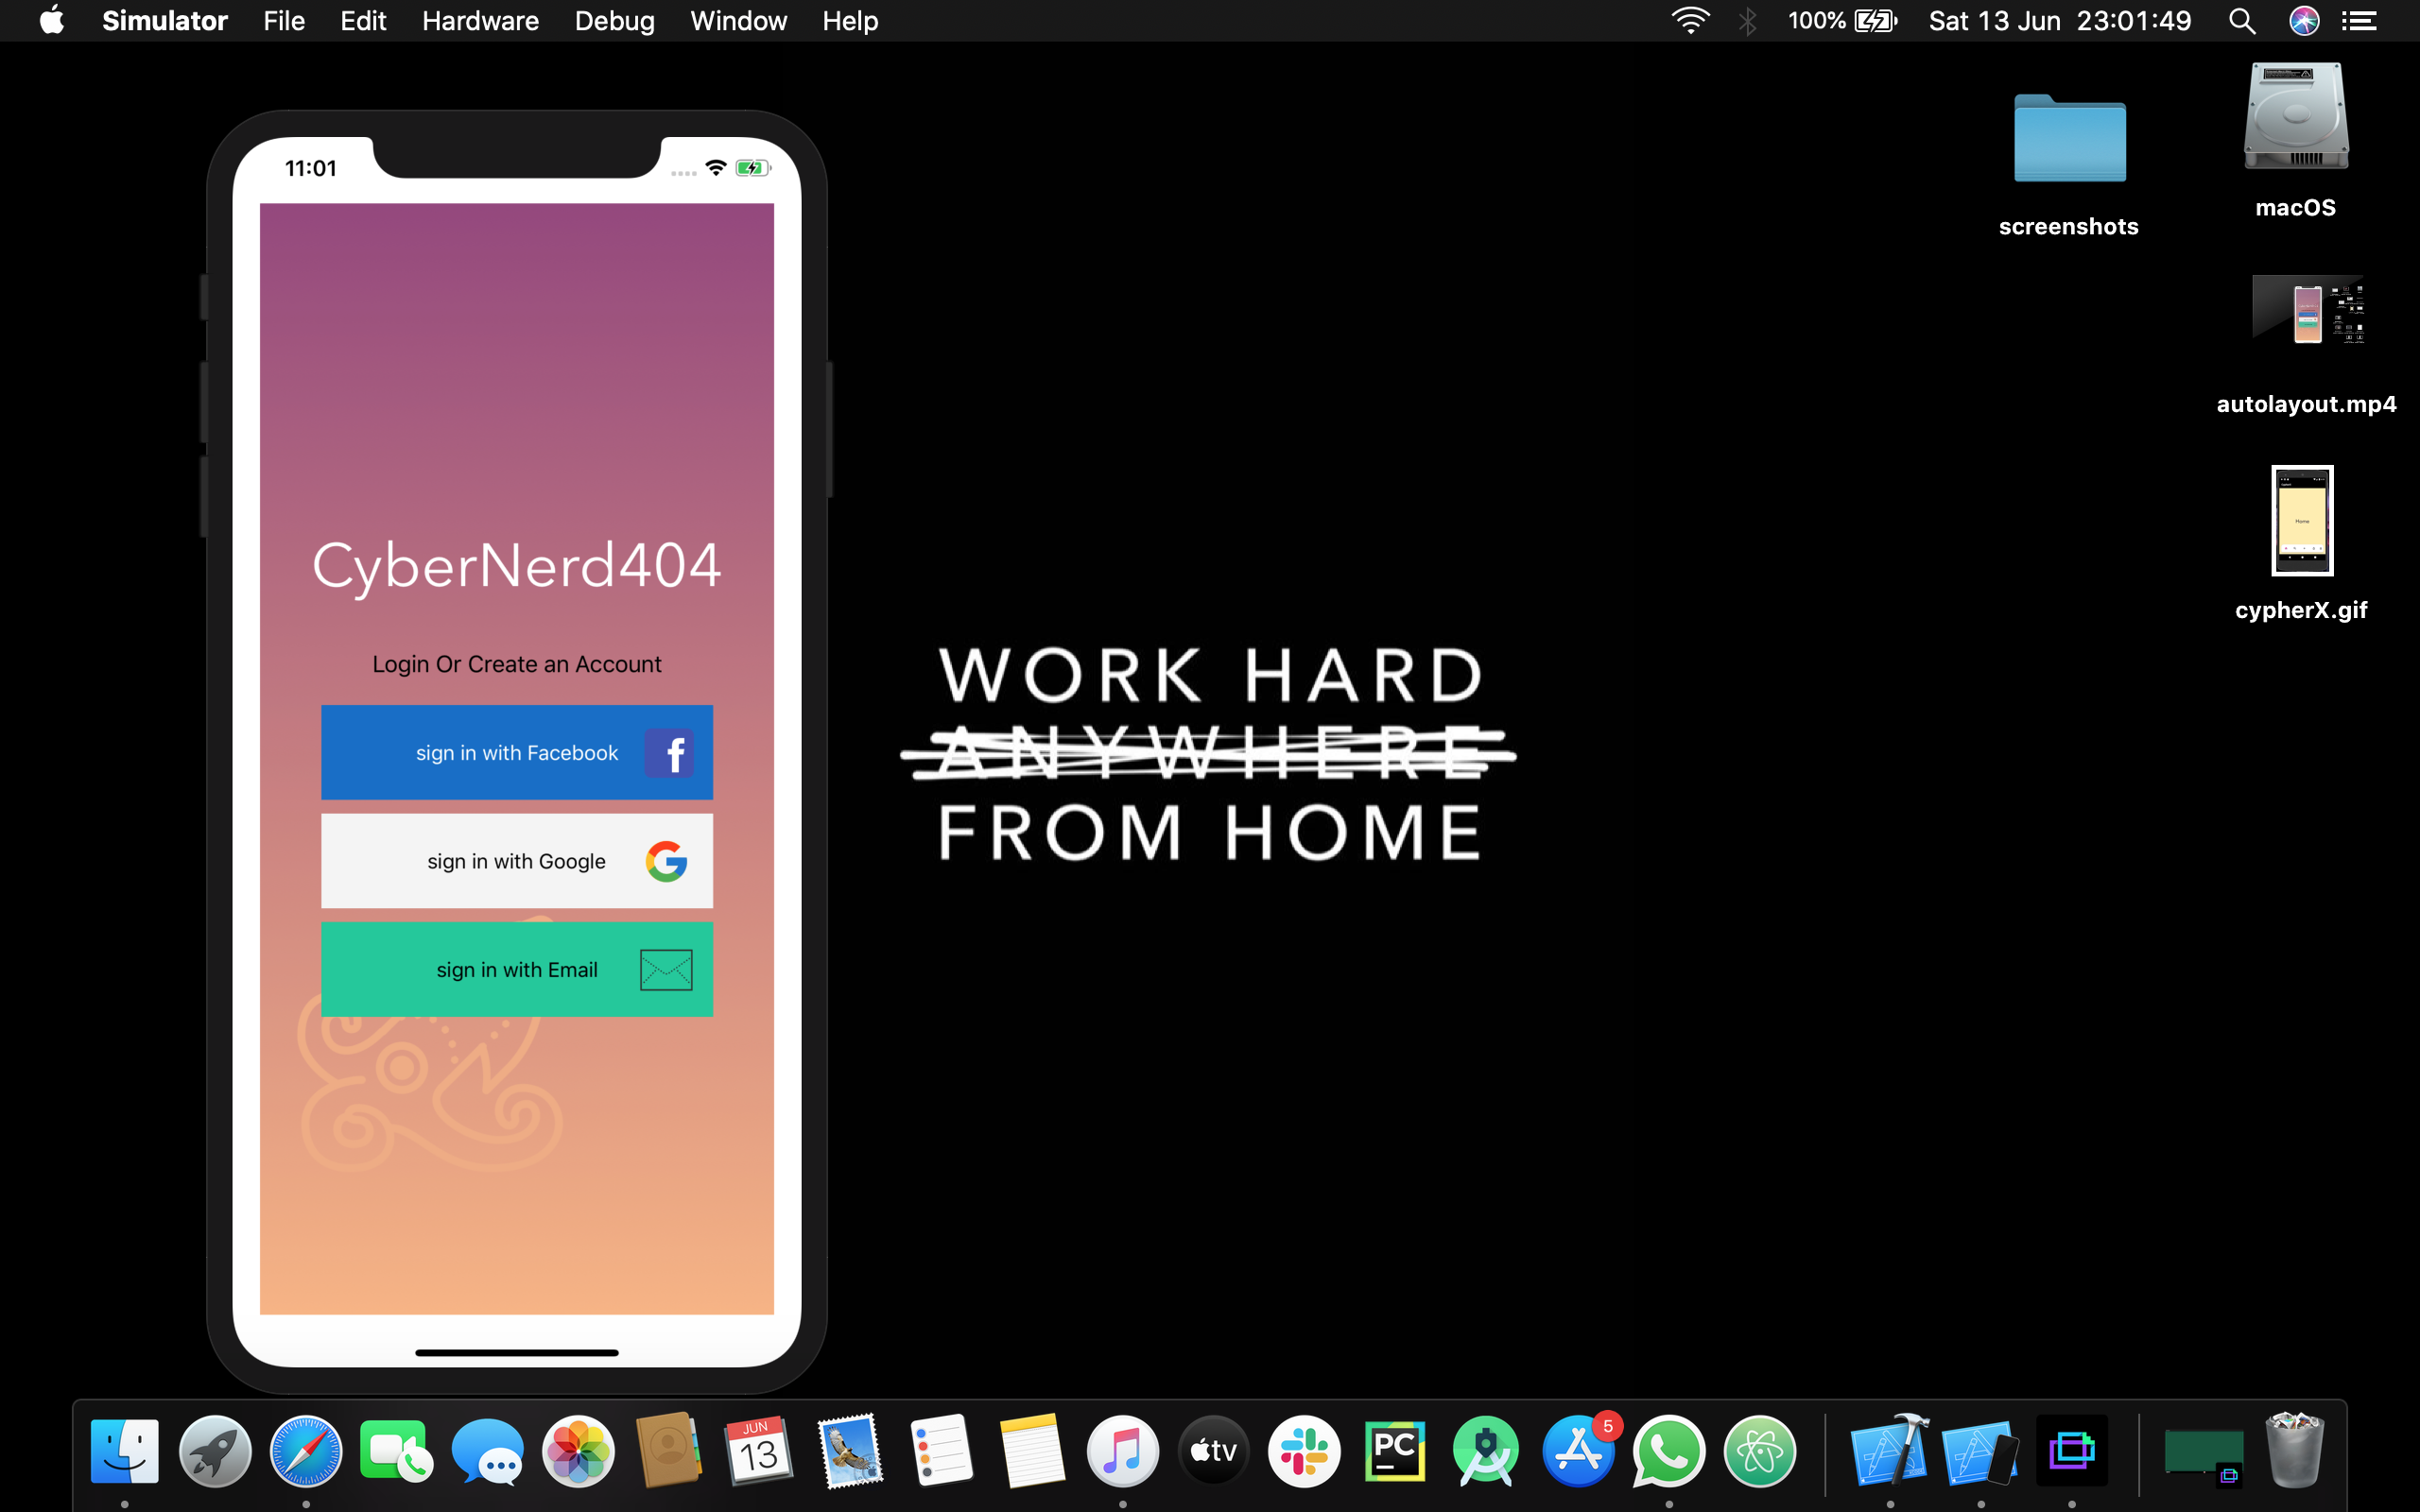 Simulator File Edit Hardware Debug Window Help 100% Sat 13 Jun 23:01:49
11:01
CyberNerd404
Login Or Create an Account
sign in with Facebook
sign in with Google
sign in with Email
WORK HARD
ANYWHERE
FROM HOME
screenshots
macOS
autolayout.mp4
Home
cypherX.gif
JUN
13
tv
PC
5